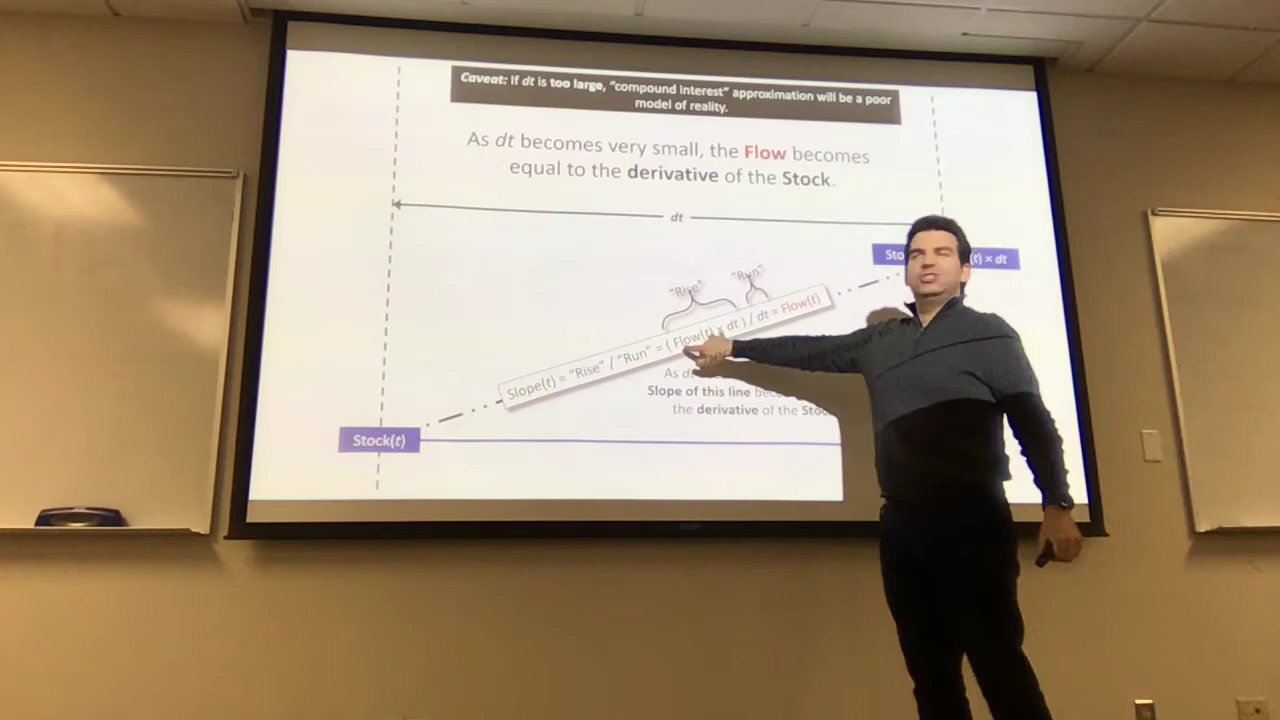 Caveat: If dt is too large, "compound interest" approximation will be a poor
model of reality.
As dt becomes very small, the Flow becomes
equal to the derivative of the Stock.
dt
(t) × dt
"Run"
"Rise"
Slope(t) = "Rise" / "Run" = ( Flow(t) × dt ) / dt = Flow(t)
As
Slope of this line
the derivative of the
Stock(t)